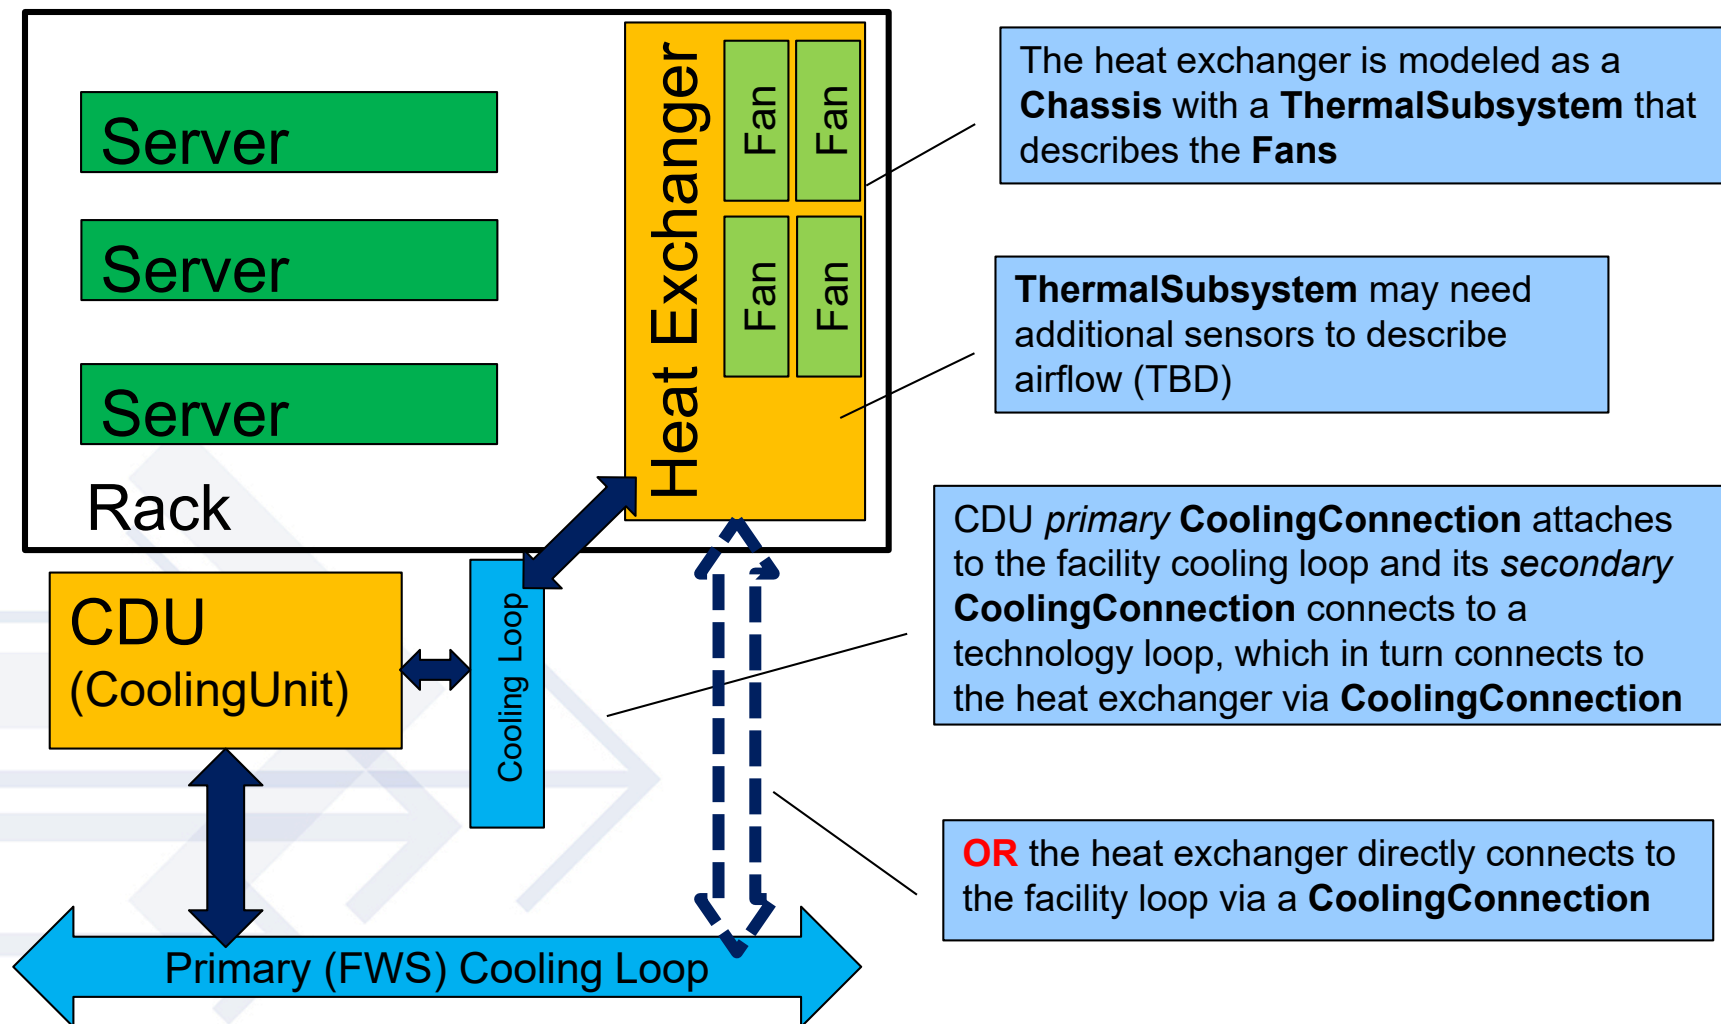 Server
Server
Server
Rack
Heat Exchanger
Fan
Fan
Fan
Fan
The heat exchanger is modeled as a
Chassis with a ThermalSubsystem that
describes the Fans
ThermalSubsystem may need
additional sensors to describe
airflow (TBD)
CDU primary CoolingConnection attaches
to the facility cooling loop and its secondary
CoolingConnection connects to a
technology loop, which in turn connects to
the heat exchanger via CoolingConnection
CDU
(CoolingUnit)
Cooling Loop
OR the heat exchanger directly connects to
the facility loop via a CoolingConnection
Primary (FWS) Cooling Loop